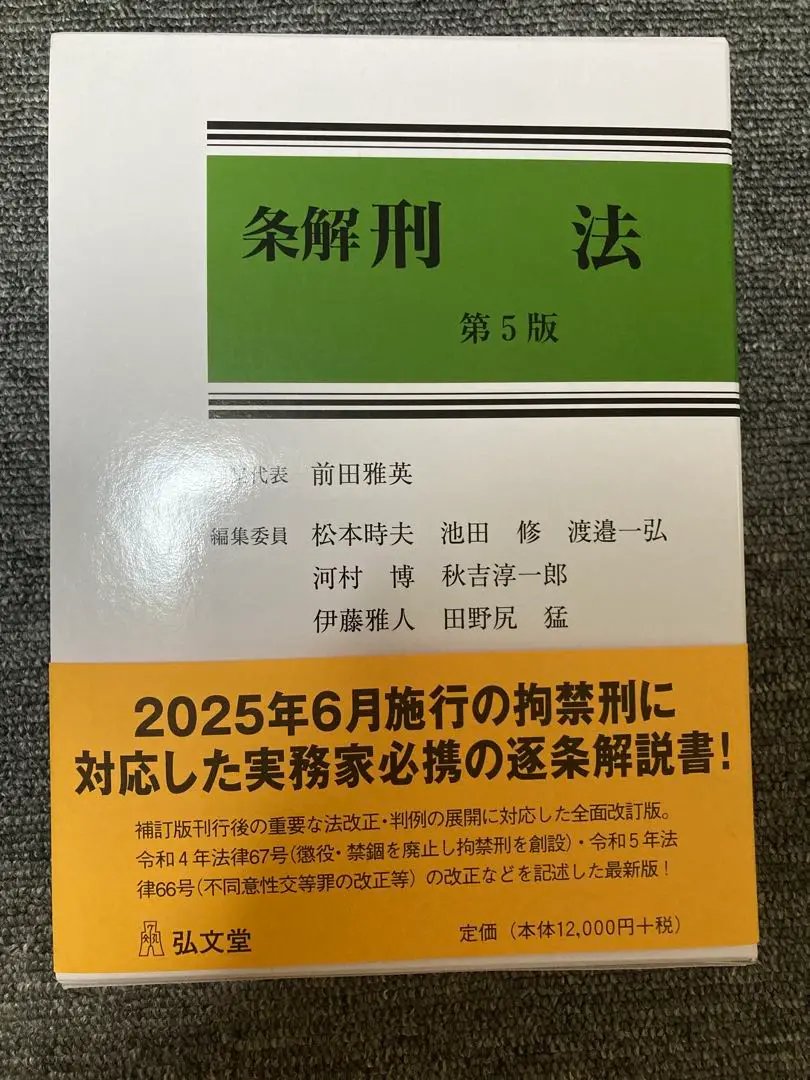 条解刑 法
第5版
代表 前田雅英
編集委員 松本時夫 池田 修 渡邉一弘
河村 博 秋吉淳一郎
伊藤雅人 田野尻 猛
2025年6月施行の拘禁刑に
対応した実務家必携の逐条解説書!
補訂版刊行後の重要な法改正・判例の展開に対応した全面改訂版。
令和4年法律67号(懲役・禁錮を廃止し拘禁刑を創設)・令和5年法
律66号(不同意性交等罪の改正等)の改正などを記述した最新版!
弘文堂
定価(本体12,000円+税)